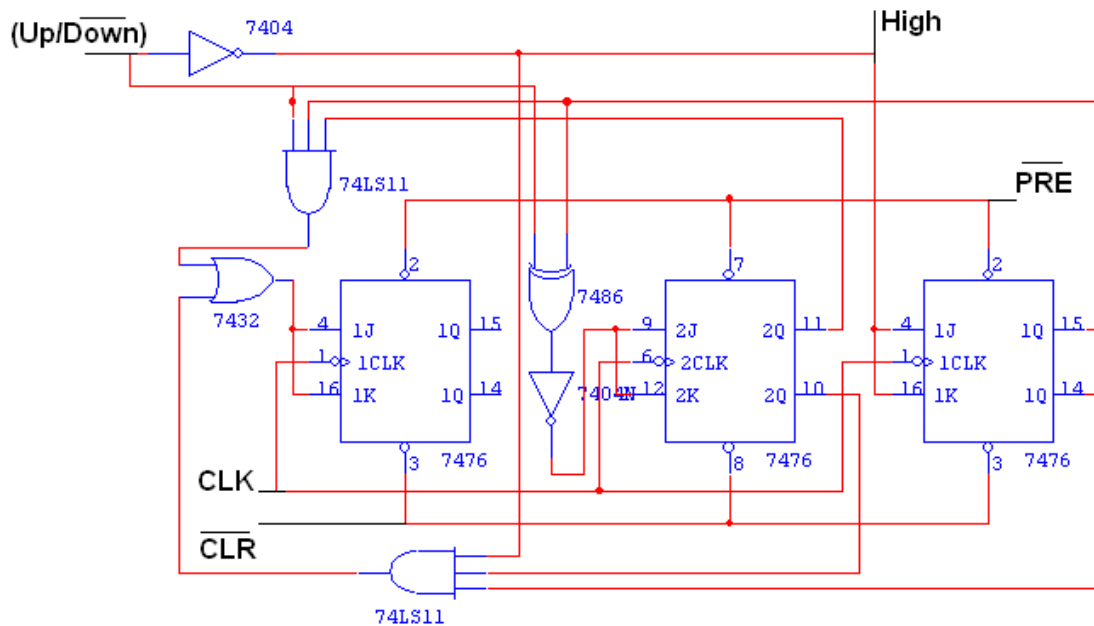 (Up/Down)
7404
High
74LS11
PRE
7432
7486
7404N
2
4 1J 1Q 15
1 1CLK
16 1K 1Q 14
3 7476
7
9 2J 2Q 11
6 2CLK
12 2K 2Q 10
8 7476
2
4 1J 1Q 15
1 1CLK
16 1K 1Q 14
3 7476
CLK
CLR
74LS11